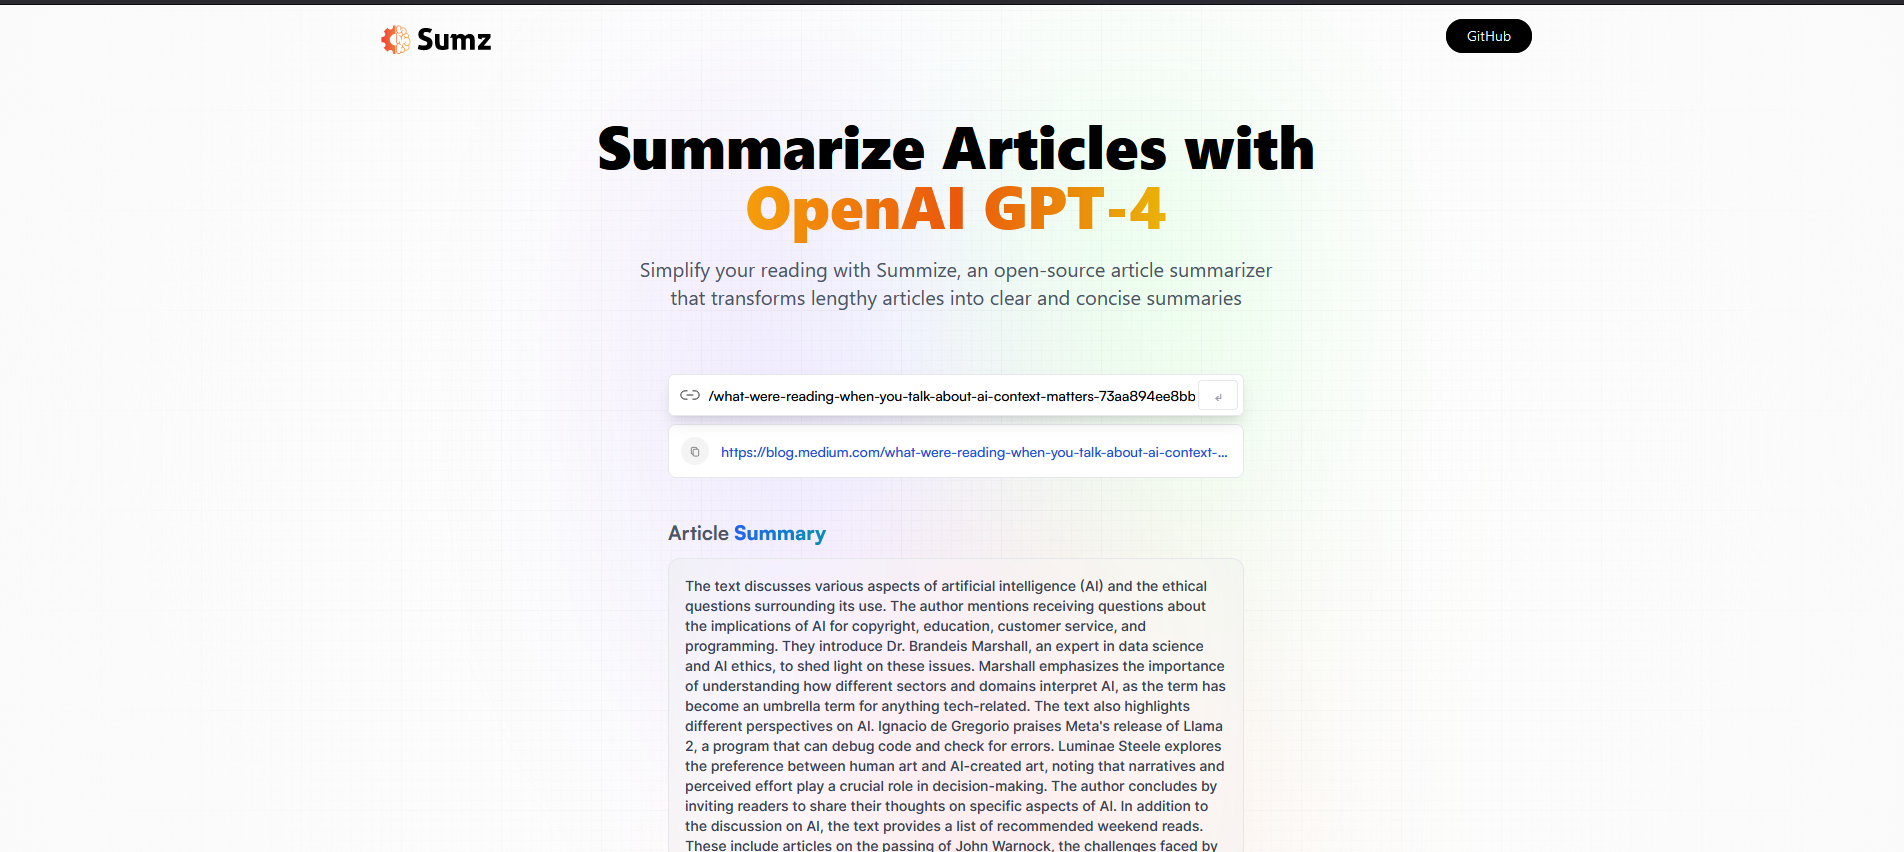 Sumz
GitHub
Summarize Articles with
OpenAI GPT-4
Simplify your reading with Summize, an open-source article summarizer
that transforms lengthy articles into clear and concise summaries
/what-were-reading-when-you-talk-about-ai-context-matters-73aa894ee8bb
https://blog.medium.com/what-were-reading-when-you-talk-about-ai-context-...
Article Summary
The text discusses various aspects of artificial intelligence (AI) and the ethical
questions surrounding its use. The author mentions receiving questions about
the implications of AI for copyright, education, customer service, and
programming. They introduce Dr. Brandeis Marshall, an expert in data science
and AI ethics, to shed light on these issues. Marshall emphasizes the importance
of understanding how different sectors and domains interpret AI, as the term has
become an umbrella term for anything tech-related. The text also highlights
different perspectives on AI. Ignacio de Gregorio praises Meta's release of Llama
2, a program that can debug code and check for errors. Luminae Steele explores
the preference between human art and AI-created art, noting that narratives and
perceived effort play a crucial role in decision-making. The author concludes by
inviting readers to share their thoughts on specific aspects of AI. In addition to
the discussion on AI, the text provides a list of recommended weekend reads.
These include articles on the passing of John Warnock, the challenges faced by